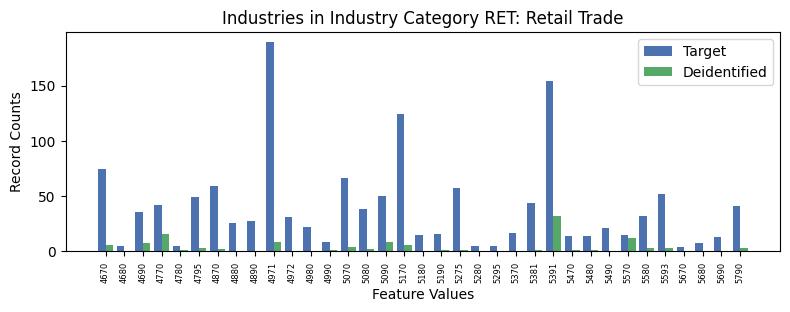 Industries in Industry Category RET: Retail Trade
Target
Deidentified
Record Counts
150
100
50
0
4670 4680 4690 4770 4780 4795 4870 4880 4890 4971 4972 4980 4990 5070 5080 5090 5170 5180 5190 5275 5280 5295 5370 5381 5391 5470 5480 5490 5570 5580 5593 5670 5680 5690 5790
Feature Values